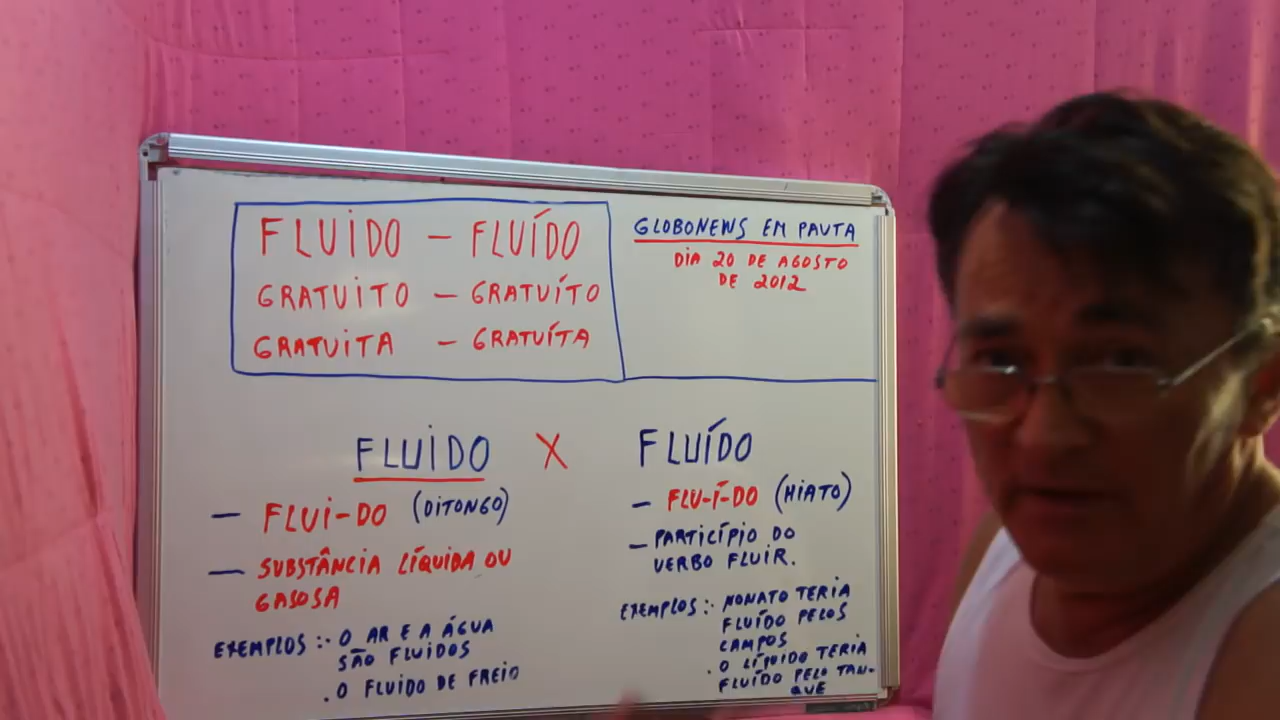 FLUIDO – FLUÍDO
GRATUITO – GRATUÍTO
GRATUITA – GRATUÍTA
GLOBONEWS EM PAUTA
DIA 20 DE AGOSTO
DE 2012
FLUIDO X FLUÍDO
– FLUI-DO (DITONGO)
– SUBSTÂNCIA LÍQUIDA OU
GASOSA
EXEMPLOS:· O AR E A ÁGUA
SÃO FLUIDOS
. O FLUIDO DE FREIO
– FLU-Í-DO (HIATO)
– PARTICÍPIO DO
VERBO FLUIR.
EXEMPLOS:· NONATO TERIA
FLUÍDO PELOS
CAMPOS
. O LÍQUIDO TERIA
FLUÍDO PELO TAN-
QUE